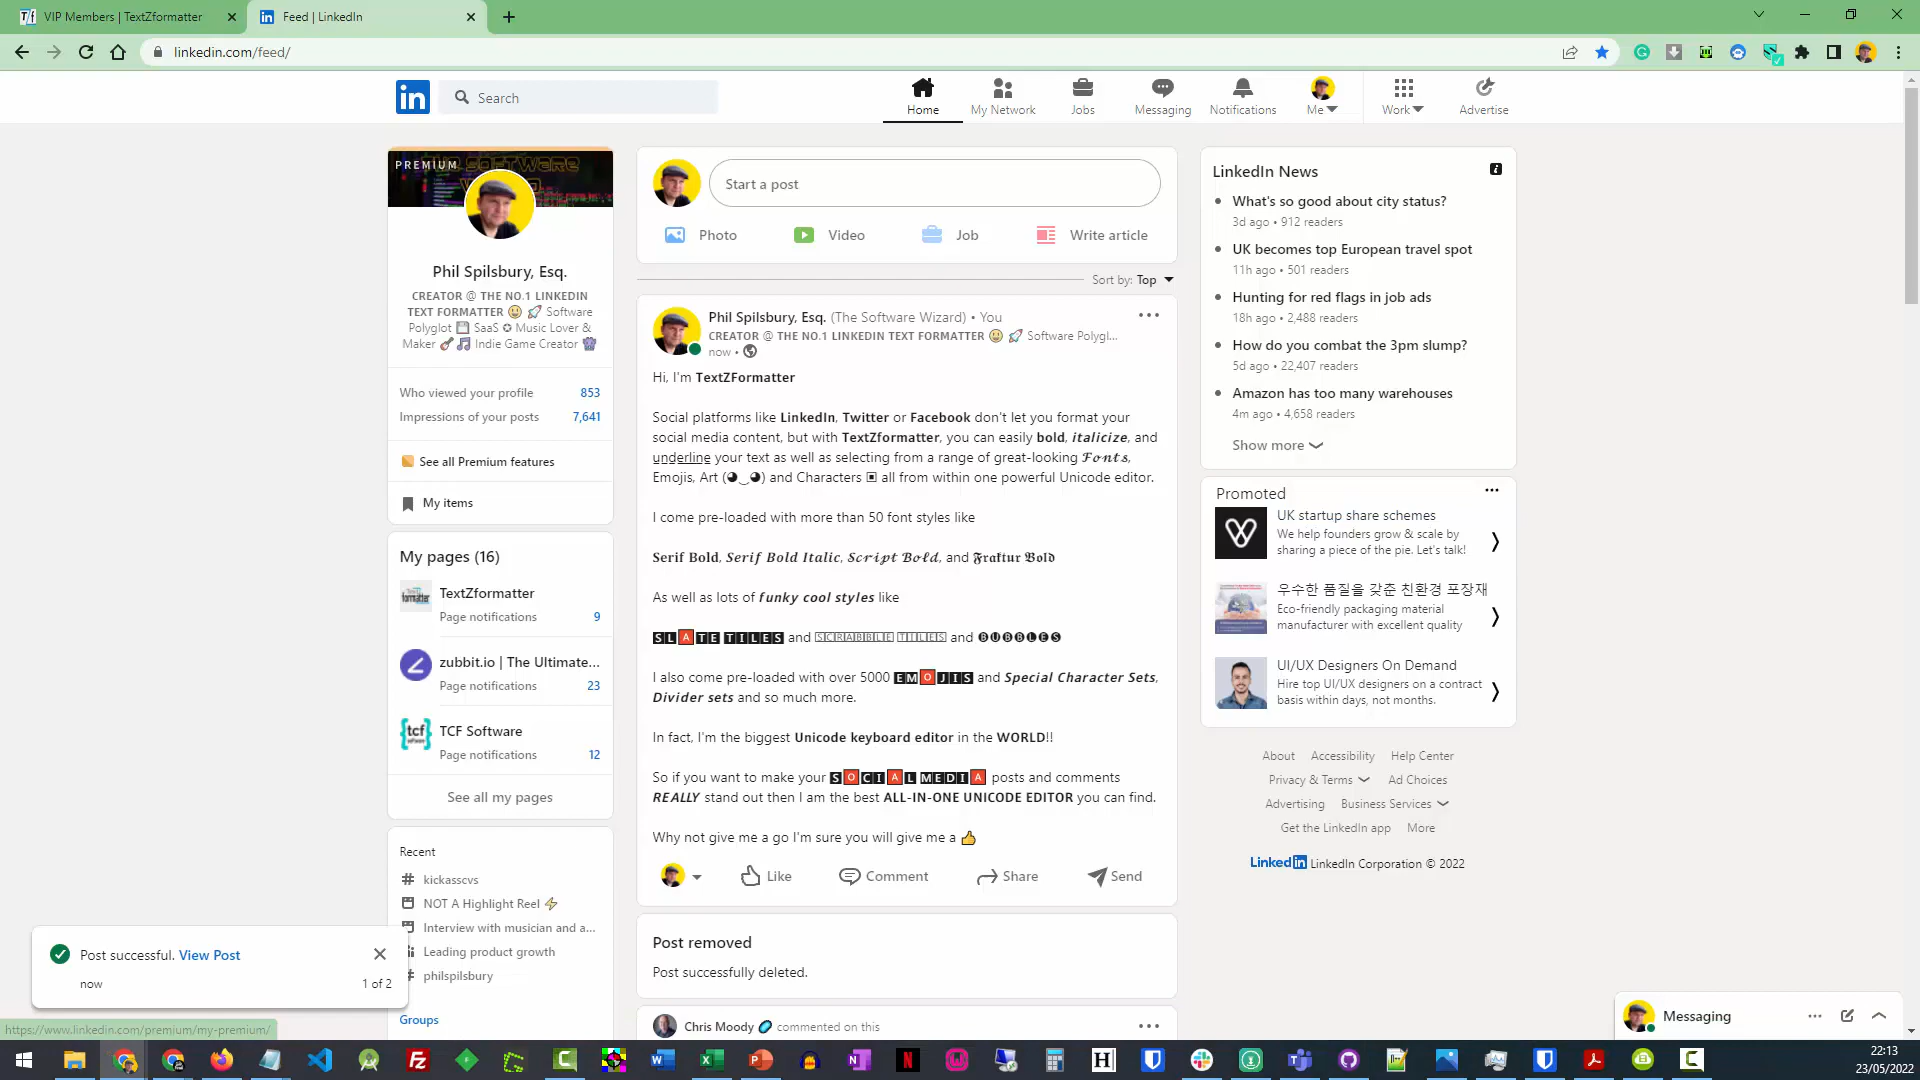 VIP Members | TextZformatter
Feed | LinkedIn
linkedin.com/feed/
Search
Home
My Network
Jobs
Messaging
Notifications
Me
Work
Advertise
PREMIUM
Phil Spilsbury, Esq.
CREATOR @ THE NO.1 LINKEDIN
TEXT FORMATTER 😃 🚀 Software
Polyglot 💾 SaaS ✪ Music Lover &
Maker 🎸 🎵 Indie Game Creator 👾
Who viewed your profile 853
Impressions of your posts 7,641
See all Premium features
My items
My pages (16)
TextZformatter
Page notifications 9
zubbit.io | The Ultimate...
Page notifications 23
TCF Software
Page notifications 12
See all my pages
Recent
# kickasscvs
NOT A Highlight Reel ⚡
Interview with musician and a...
Leading product growth
# philspilsbury
Groups
Start a post
Photo
Video
Job
Write article
Sort by: Top
Phil Spilsbury, Esq. (The Software Wizard) • You
CREATOR @ THE NO.1 LINKEDIN TEXT FORMATTER 😃 🚀 Software Polygl...
now •
Hi, I'm TextZFormatter
Social platforms like LinkedIn, Twitter or Facebook don't let you format your
social media content, but with TextZformatter, you can easily bold, italicize, and
underline your text as well as selecting from a range of great-looking 𝓕𝓸𝓷𝓽𝓼,
Emojis, Art (◕‿◕) and Characters ▣ all from within one powerful Unicode editor.
I come pre-loaded with more than 50 font styles like
𝐒𝐞𝐫𝐢𝐟 𝐁𝐨𝐥𝐝, 𝑺𝒆𝒓𝒊𝒇 𝑩𝒐𝒍𝒅 𝑰𝒕𝒂𝒍𝒊𝒄, 𝓢𝓬𝓻𝓲𝓹𝓽 𝓑𝓸𝓵𝓭, and 𝕱𝖗𝖆𝖐𝖙𝖚𝖗 𝕭𝖔𝖑𝖉
As well as lots of funky cool styles like
🆂🅻🅰🆃🅴 🆃🅸🅻🅴🆂 and 🅂🄲🅁🄰🄱🄱🄻🄴 🅃🄸🄻🄴🅂 and 🅑🅤🅑🅑🅛🅔🅢
I also come pre-loaded with over 5000 🅴🅼🅾🅹🅸🆂 and Special Character Sets,
Divider sets and so much more.
In fact, I'm the biggest Unicode keyboard editor in the WORLD!!
So if you want to make your 🆂🅾🅲🅸🅰🅻 🅼🅴🅳🅸🅰 posts and comments
REALLY stand out then I am the best ALL-IN-ONE UNICODE EDITOR you can find.
Why not give me a go I'm sure you will give me a 👍
Like
Comment
Share
Send
Post removed
Post successfully deleted.
Chris Moody commented on this
LinkedIn News
What's so good about city status?
3d ago • 912 readers
UK becomes top European travel spot
11h ago • 501 readers
Hunting for red flags in job ads
18h ago • 2,488 readers
How do you combat the 3pm slump?
5d ago • 22,407 readers
Amazon has too many warehouses
4m ago • 4,658 readers
Show more
Promoted
UK startup share schemes
We help founders grow & scale by
sharing a piece of the pie. Let's talk!
우수한 품질을 갖춘 친환경 포장재
Eco-friendly packaging material
manufacturer with excellent quality
UI/UX Designers On Demand
Hire top UI/UX designers on a contract
basis within days, not months.
About Accessibility Help Center
Privacy & Terms Ad Choices
Advertising Business Services
Get the LinkedIn app More
LinkedIn LinkedIn Corporation © 2022
Post successful. View Post
now 1 of 2
https://www.linkedin.com/premium/my-premium/
Messaging
22:13
23/05/2022